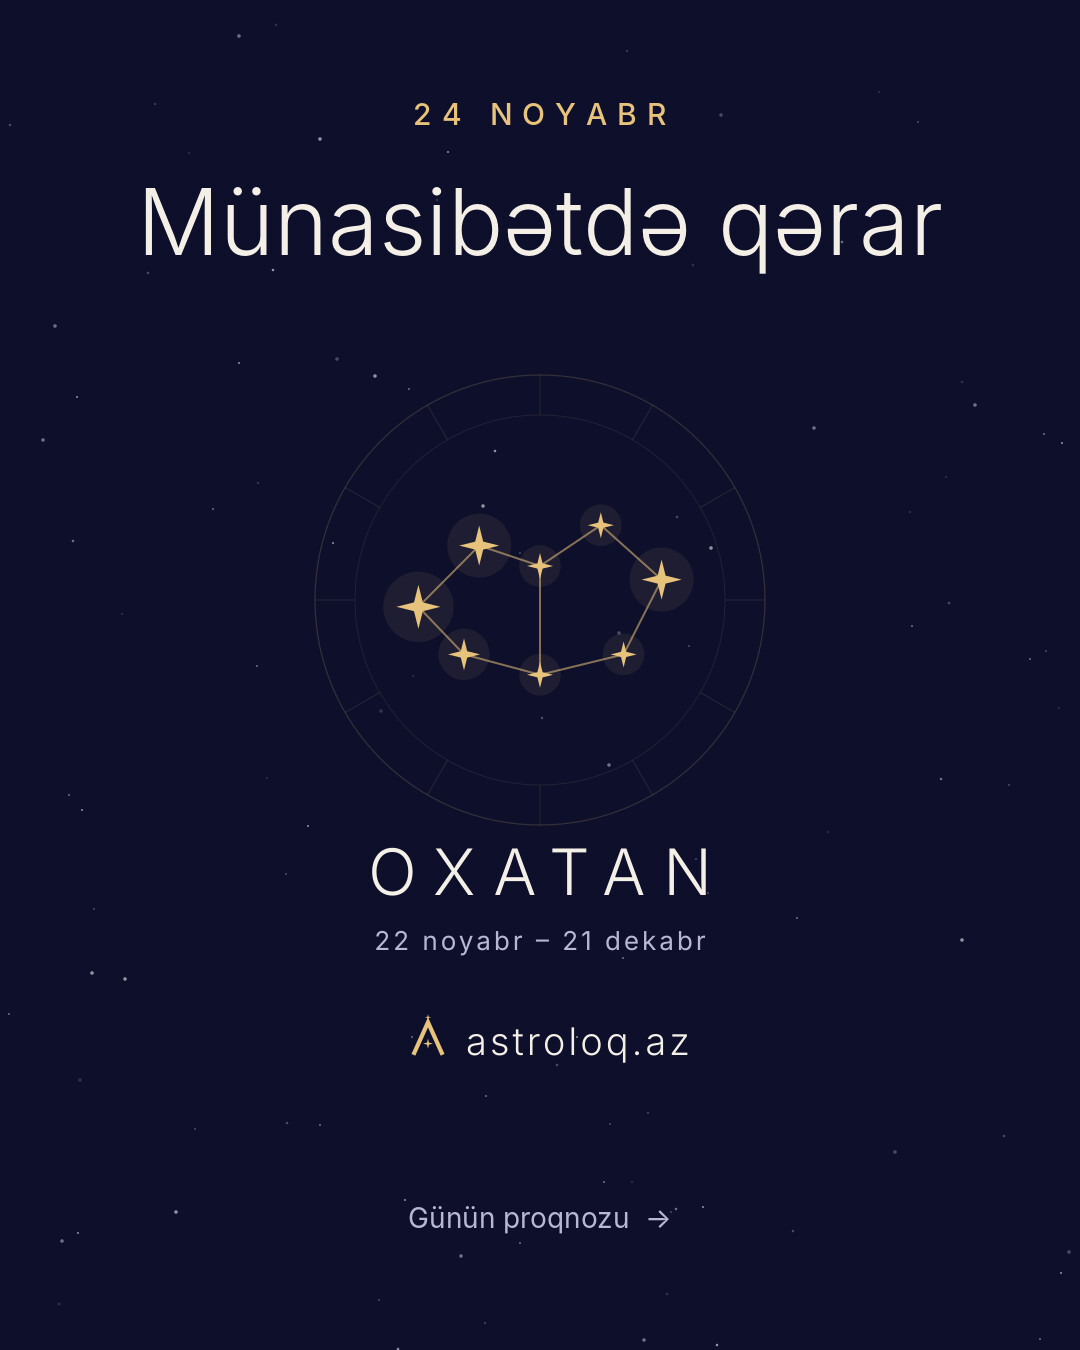 24 NOYABR
Münasibətdə qərar
OXATAN
22 noyabr – 21 dekabr
astroloq.az
Günün proqnozu →